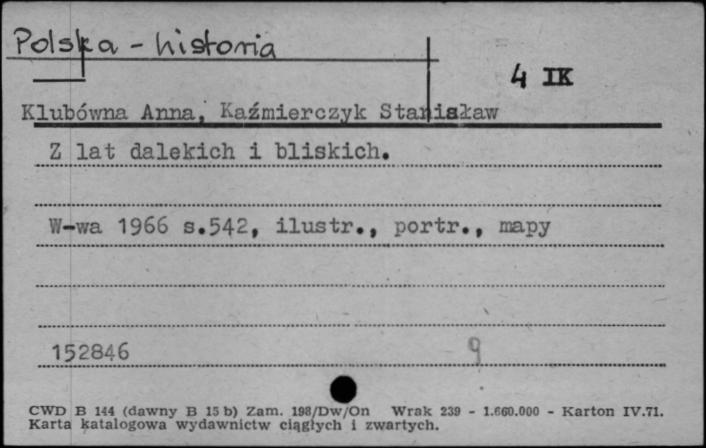 Polska - historia
4 IK
Klubówna Anna, Kaźmierczyk Stanisław
Z lat dalekich i bliskich.
W-wa 1966 s.542, ilustr., portr., mapy
152846 9
CWD B 144 (dawny B 15 b) Zam. 198/Dw/On Wrak 239 - 1.660.000 - Karton IV.71.
Karta katalogowa wydawnictw ciągłych i zwartych.